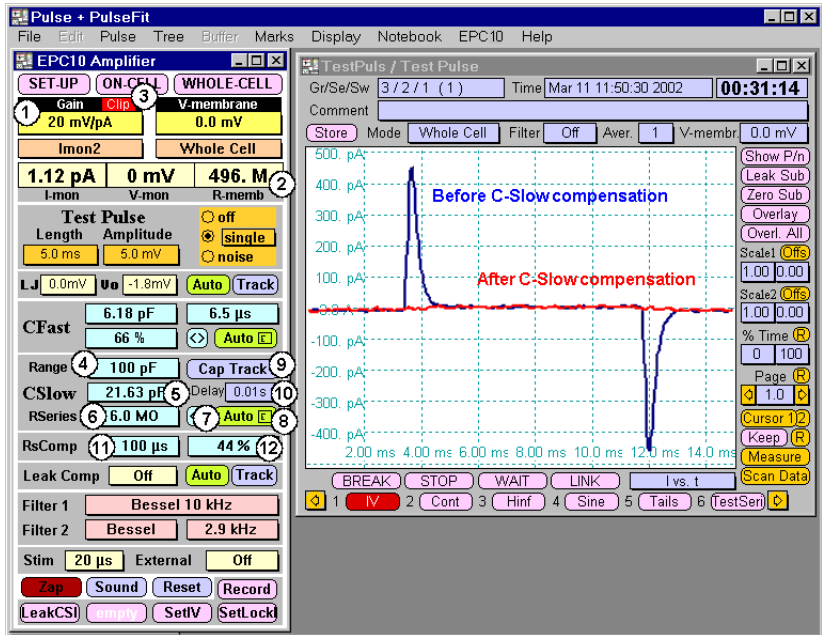 Pulse + PulseFit
File Edit Pulse Tree Buffer Marks Display Notebook EPC10 Help
EPC10 Amplifier
SET-UP ON-CELL WHOLE-CELL
3
Gain Clip V-membrane
1 20 mV/pA 0.0 mV
Imon2 Whole Cell
1.12 pA 0 mV 496. M
2
I-mon V-mon R-memb
Test Pulse off
Length Amplitude single
5.0 ms 5.0 mV noise
LJ 0.0mV Vo -1.8mV Auto Track
6.18 pF 6.5 µs
CFast
66 % <> Auto E
Range 4 100 pF Cap Track 9
CSlow 21.63 pF 5 Delay 0.01s 10
RSeries 6 6.0 MO 7 Auto E 8
RsComp 11 100 µs 44 % 12
Leak Comp Off Auto Track
Filter 1 Bessel 10 kHz
Filter 2 Bessel 2.9 kHz
Stim 20 µs External Off
Zap Sound Reset Record
LeakCSl empty SetIV SetLockI
TestPuls / Test Pulse
Gr/Se/Sw 3 / 2 / 1 ( 1 ) Time Mar 11 11:50:30 2002 00:31:14
Comment
Store Mode Whole Cell Filter Off Aver. 1 V-membr. 0.0 mV
500. pA
400. pA
300. pA
200. pA
100. pA
0.0 A
-100. pA
-200. pA
-300. pA
-400. pA
Before C-Slow compensation
After C-Slow compensation
2.00 ms 4.00 ms 6.00 ms 8.00 ms 10.0 ms 12.0 ms 14.0 ms
Show P/n
Leak Sub
Zero Sub
Overlay
Overl. All
Scale1 Offs
1.00 0.00
Scale2 Offs
1.00 0.00
% Time R
0 100
Page R
1.0
Cursor 1 2
Keep R
Measure
Scan Data
BREAK STOP WAIT LINK I vs. t
1 IV 2 Cont 3 Hinf 4 Sine 5 Tails 6 TestSeri